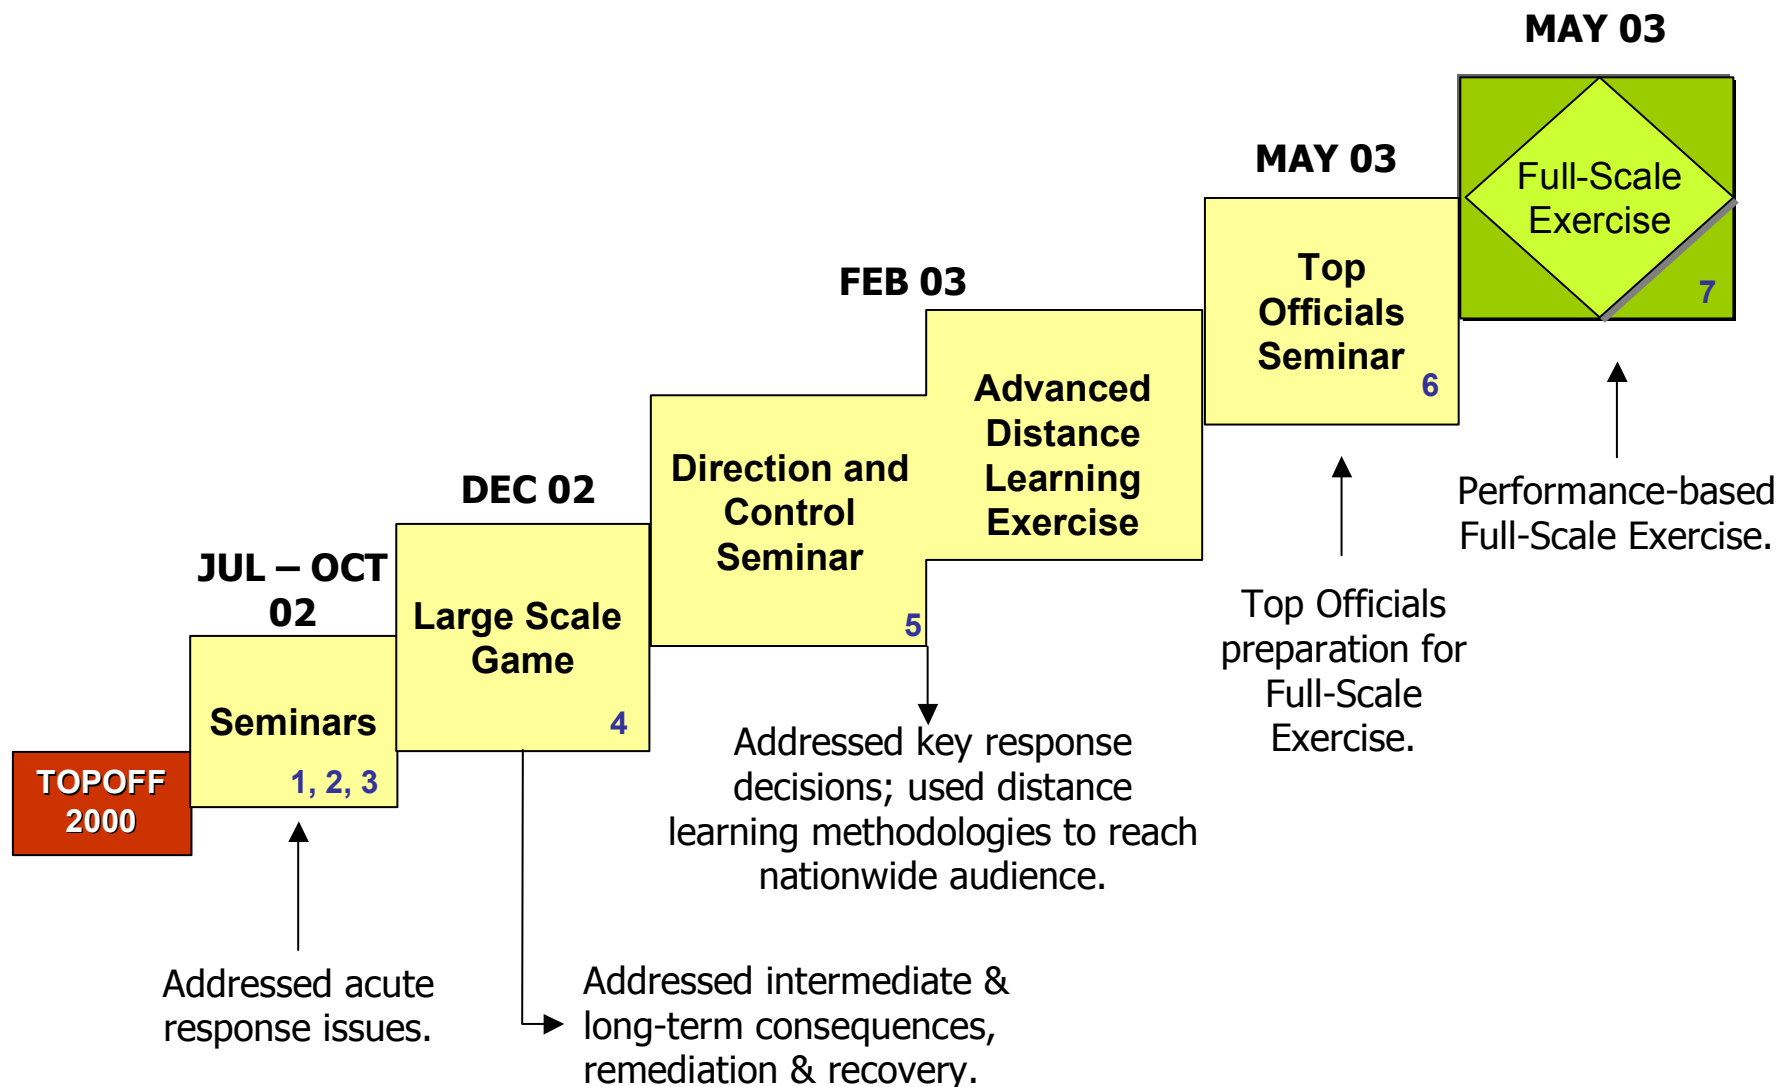 TOPOFF
2000
JUL – OCT
02
Seminars
1, 2, 3
Addressed acute
response issues.
DEC 02
Large Scale
Game
4
Addressed intermediate &
long-term consequences,
remediation & recovery.
FEB 03
Direction and
Control
Seminar
5
Advanced
Distance
Learning
Exercise
Addressed key response
decisions; used distance
learning methodologies to reach
nationwide audience.
MAY 03
Top
Officials
Seminar
6
Top Officials
preparation for
Full-Scale
Exercise.
MAY 03
Full-Scale
Exercise
7
Performance-based
Full-Scale Exercise.